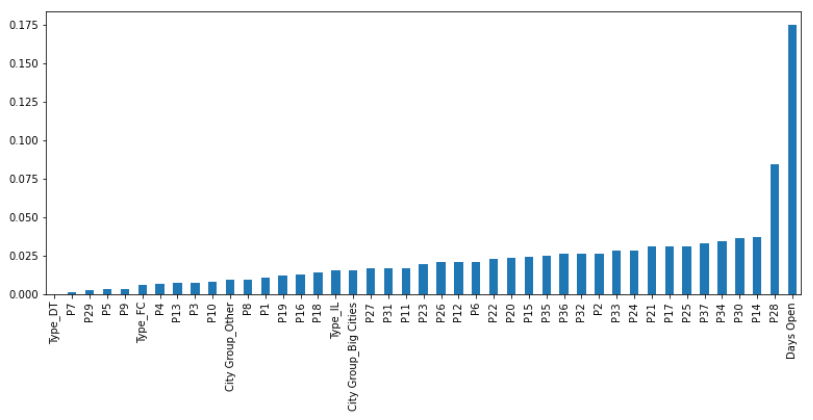 0.175
0.150
0.125
0.100
0.075
0.050
0.025
0.000
Type_DT
P7
P29
P5
P9
Type_FC
P4
P13
P3
P10
City Group_Other
P8
P1
P19
P16
P18
Type_IL
City Group_Big Cities
P27
P31
P11
P23
P26
P12
P6
P22
P20
P15
P35
P36
P32
P2
P33
P24
P21
P17
P25
P37
P34
P30
P14
P28
Days Open